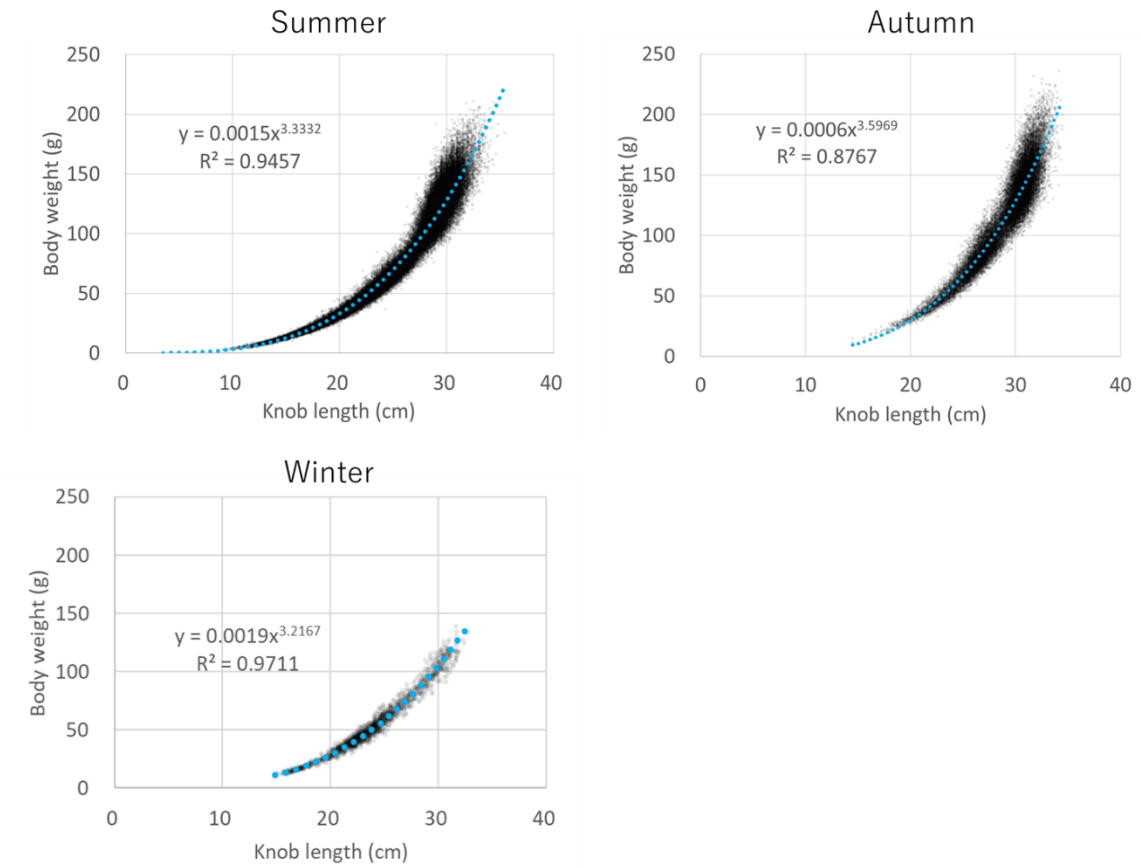 Summer
250
200
150
100
50
0
Body weight (g)
y = 0.0015x^3.3332
R² = 0.9457
0 10 20 30 40
Knob length (cm)
Autumn
250
200
150
100
50
0
Body weight (g)
y = 0.0006x^3.5969
R² = 0.8767
0 10 20 30 40
Knob length (cm)
Winter
250
200
150
100
50
0
Body weight (g)
y = 0.0019x^3.2167
R² = 0.9711
0 10 20 30 40
Knob length (cm)